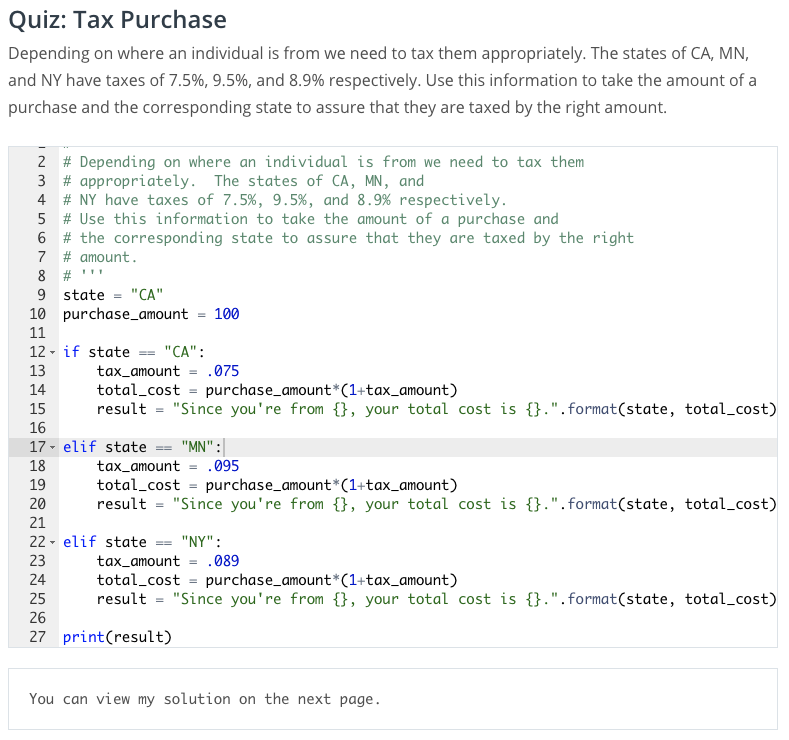 Quiz: Tax Purchase
Depending on where an individual is from we need to tax them appropriately. The states of CA, MN,
and NY have taxes of 7.5%, 9.5%, and 8.9% respectively. Use this information to take the amount of a
purchase and the corresponding state to assure that they are taxed by the right amount.
2 # Depending on where an individual is from we need to tax them
3 # appropriately.  The states of CA, MN, and
4 # NY have taxes of 7.5%, 9.5%, and 8.9% respectively.
5 # Use this information to take the amount of a purchase and
6 # the corresponding state to assure that they are taxed by the right
7 # amount.
8 # '''
9 state = "CA"
10 purchase_amount = 100
11
12 if state == "CA":
13     tax_amount = .075
14     total_cost = purchase_amount*(1+tax_amount)
15     result = "Since you're from {}, your total cost is {}.".format(state, total_cost)
16
17 elif state == "MN":
18     tax_amount = .095
19     total_cost = purchase_amount*(1+tax_amount)
20     result = "Since you're from {}, your total cost is {}.".format(state, total_cost)
21
22 elif state == "NY":
23     tax_amount = .089
24     total_cost = purchase_amount*(1+tax_amount)
25     result = "Since you're from {}, your total cost is {}.".format(state, total_cost)
26
27 print(result)
You can view my solution on the next page.